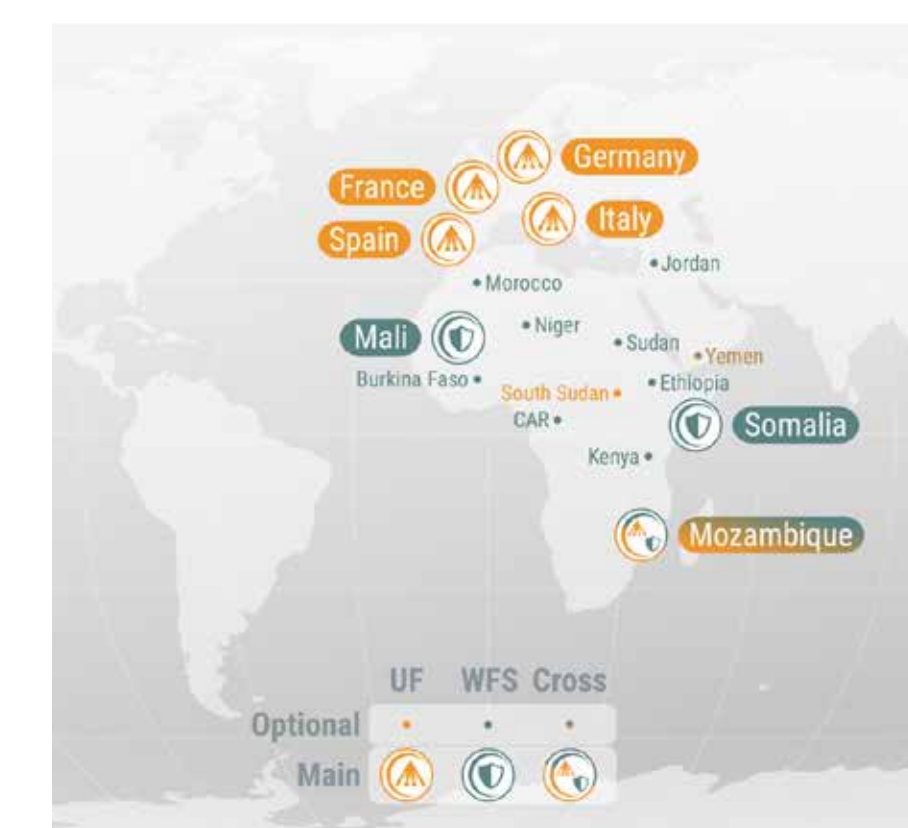 Germany
France
Italy
Spain
Jordan
Morocco
Niger
Mali
Sudan
Yemen
Burkina Faso
Ethiopia
South Sudan
CAR
Somalia
Kenya
Mozambique
UF WFS Cross
Optional
Main